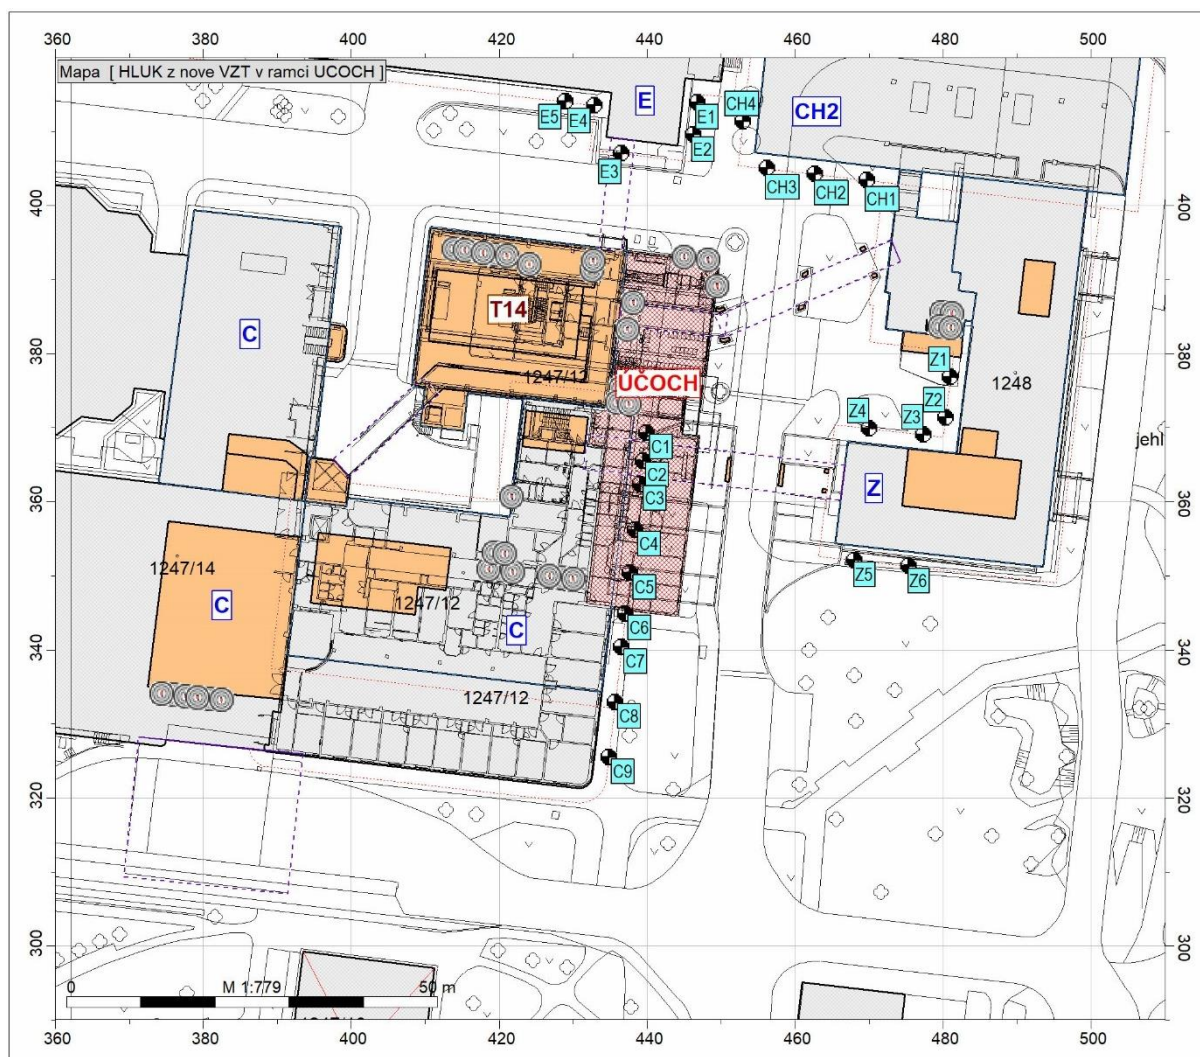 360 380 400 420 440 460 480 500
Mapa [ HLUK z nove VZT v ramci UCOCH ]
E5
E4
E
E1
CH4
CH2
E2
E3
CH3
CH2
CH1
400
400
T14
C
380
380
1247/12
ÚČOCH
Z1
1248
Z2
Z4
Z3
C1
jehl
C2
C3
Z
360
360
C4
1247/14
C5
Z5
Z6
1247/12
C
C
C6
340
C7
340
1247/12
C8
C9
320
320
300
300
0 M 1:779 50 m
360 380 400 420 440 460 480 500